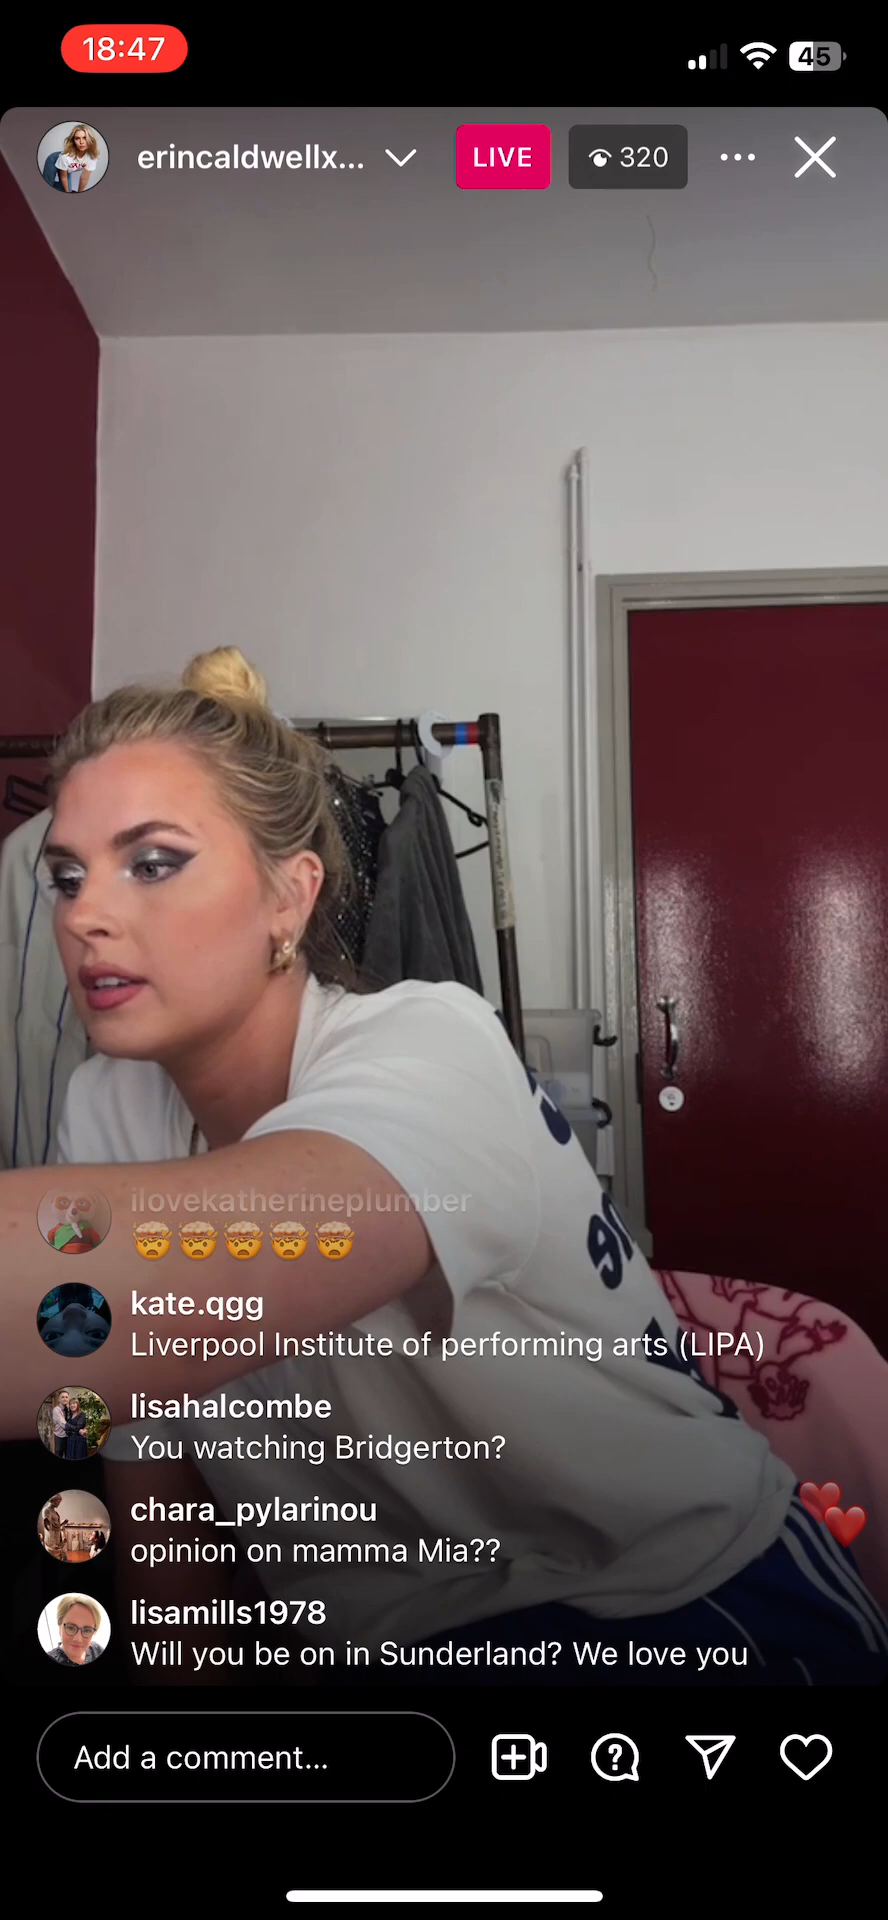 18:47
45
erincaldwellx...
LIVE
320
ilovekatherineplumber
🤯🤯🤯🤯🤯
kate.qgg
Liverpool Institute of performing arts (LIPA)
lisahalcombe
You watching Bridgerton?
chara_pylarinou
opinion on mamma Mia??
lisamills1978
Will you be on in Sunderland? We love you
Add a comment...